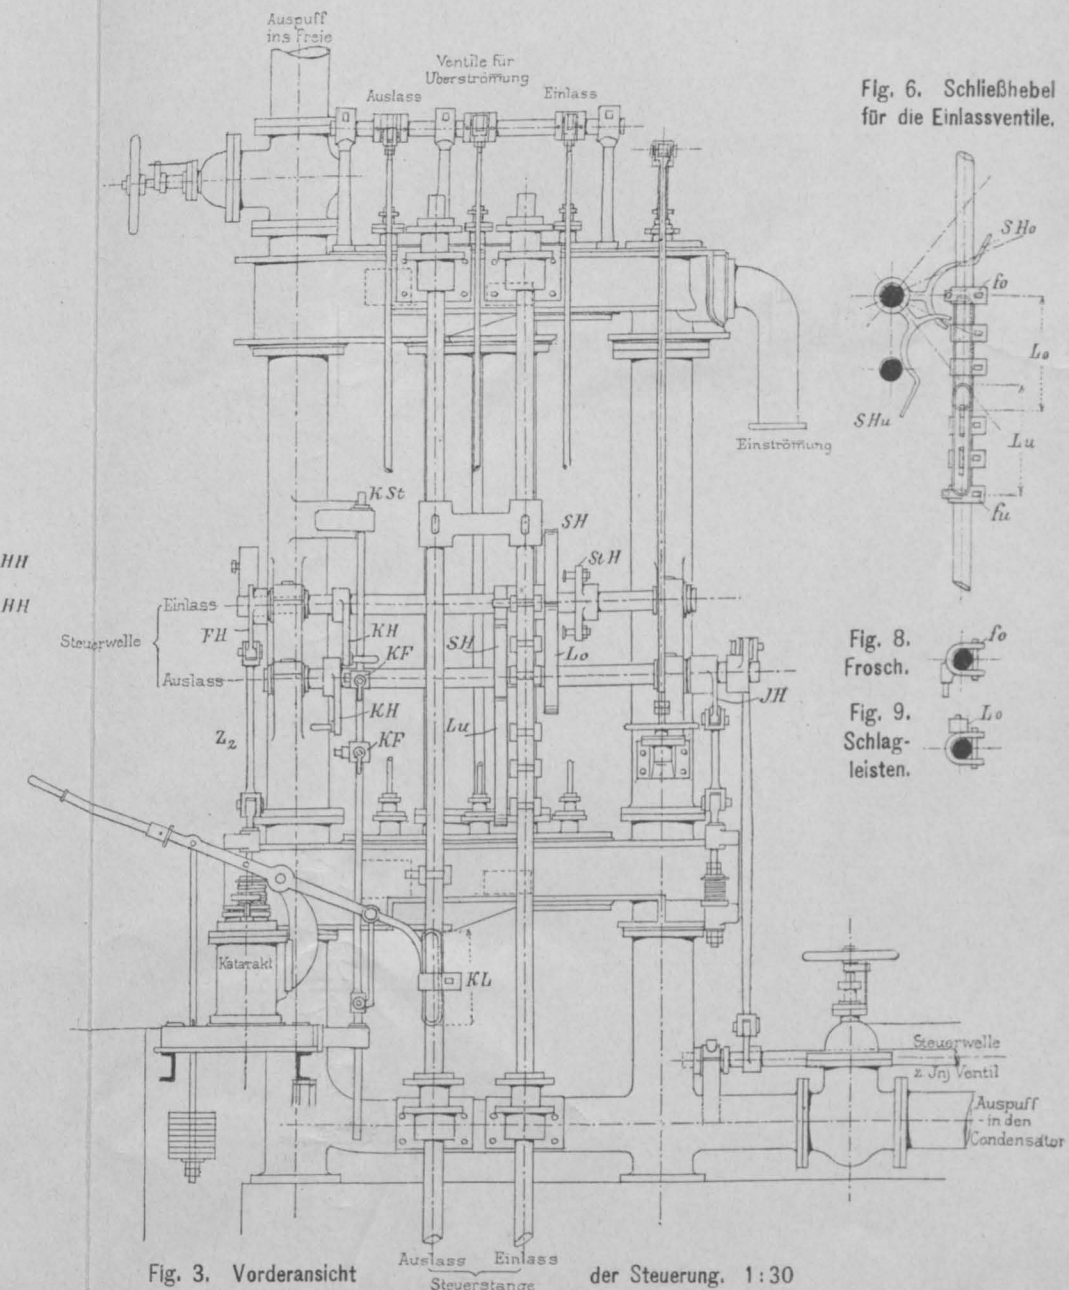 Auspuff
ins Freie
Ventile für
Überströmung
Auslass
Einlass
Fig. 6. Schließhebel
für die Einlassventile.
SHo
fo
Lo
SHu
Lu
fu
Einströmung
KSt
SH
StH
HH
HH
Einlass
Steuerwelle
FH
KH
SH
KF
Lo
Auslass
KH
JH
Z₂
Lu
KF
Fig. 8.
Frosch.
fo
Fig. 9.
Schlag-
leisten.
Lo
Katarakt
KL
Steuerwelle
z Jnj Ventil
Auspuff
in den
Condensator
Auslass
Einlass
Steuerstange
Fig. 3. Vorderansicht der Steuerung. 1:30